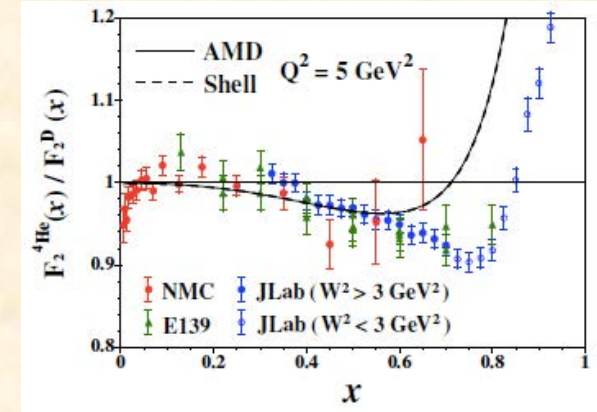 1.2
1.1
1
0.9
0.8
F₂⁴ᴴᵉ(x) / F₂ᴰ (x)
AMD
Shell
Q² = 5 GeV²
NMC
JLab ( W² > 3 GeV² )
E139
JLab ( W² < 3 GeV² )
0 0.2 0.4 0.6 0.8 1
x